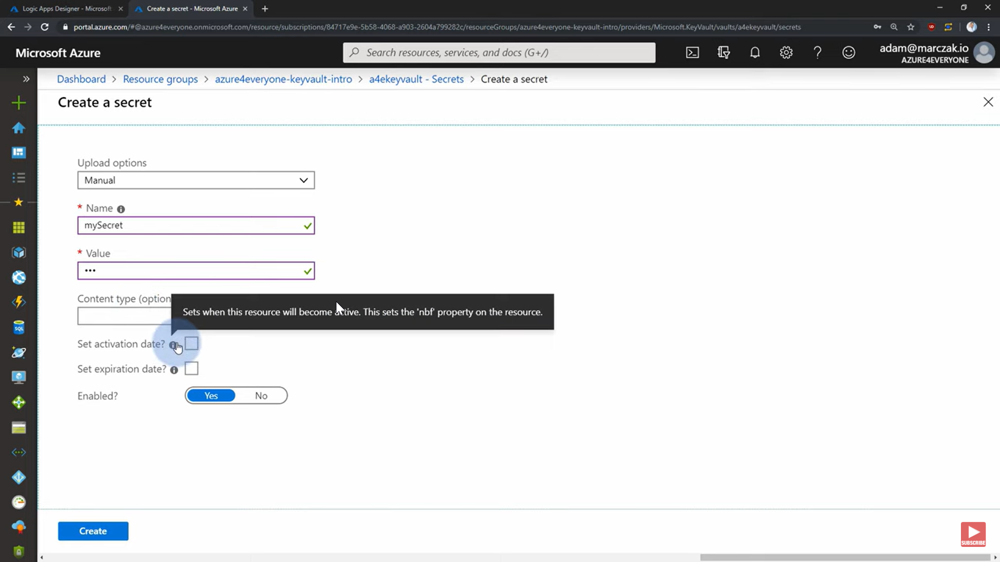 Logic Apps Designer - Microsoft
Create a secret - Microsoft Azure
portal.azure.com/#@azure4everyone.onmicrosoft.com/resource/subscriptions/84717e9e-5b58-4068-a903-2604a799282c/resourceGroups/azure4everyone-keyvault-intro/providers/Microsoft.KeyVault/vaults/a4ekeyvault/secrets
Microsoft Azure
Search resources, services, and docs (G+/)
adam@marczak.io
AZURE4EVERYONE
Dashboard > Resource groups > azure4everyone-keyvault-intro > a4ekeyvault - Secrets > Create a secret
Create a secret
Upload options
Manual
* Name
mySecret
* Value
•••
Content type (option
Sets when this resource will become active. This sets the 'nbf' property on the resource.
Set activation date?
Set expiration date?
Enabled?
Yes
No
SQL
Create
SUBSCRIBE